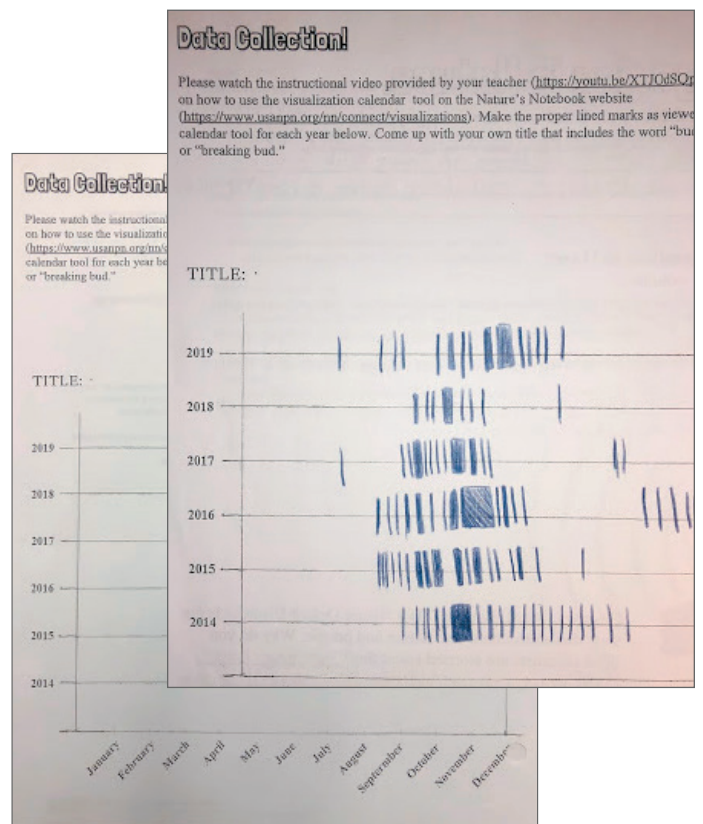 Data Collection!
Please watch the instructional video provided by your teacher (https://youtu.be/XTJOdSQp
on how to use the visualization calendar tool on the Nature's Notebook website
(https://www.usanpn.org/nn/connect/visualizations). Make the proper lined marks as viewe
calendar tool for each year below. Come up with your own title that includes the word "bu
or "breaking bud."
TITLE:
2019
2018
2017
2016
2015
2014
Data Collection!
Please watch the instructional
on how to use the visualizatio
(https://www.usanpn.org/nn/c
calendar tool for each year be
or "breaking bud."
TITLE:
2019
2018
2017
2016
2015
2014
January
February
March
April
May
June
July
August
September
October
November
December